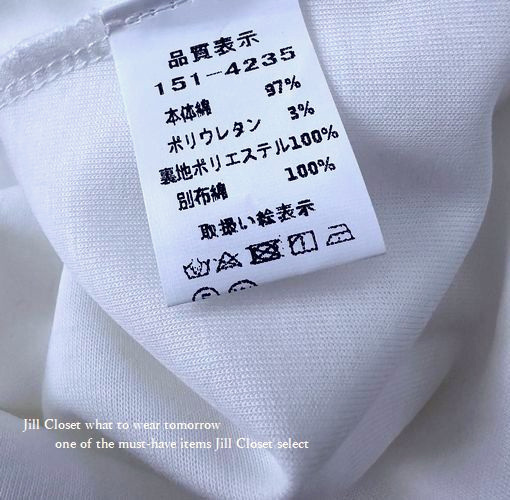 品質表示
151-4235
本体綿 97%
ポリウレタン 3%
裏地ポリエステル100%
別布綿 100%
取扱い絵表示
Jill Closet what to wear tomorrow
one of the must-have items Jill Closet select